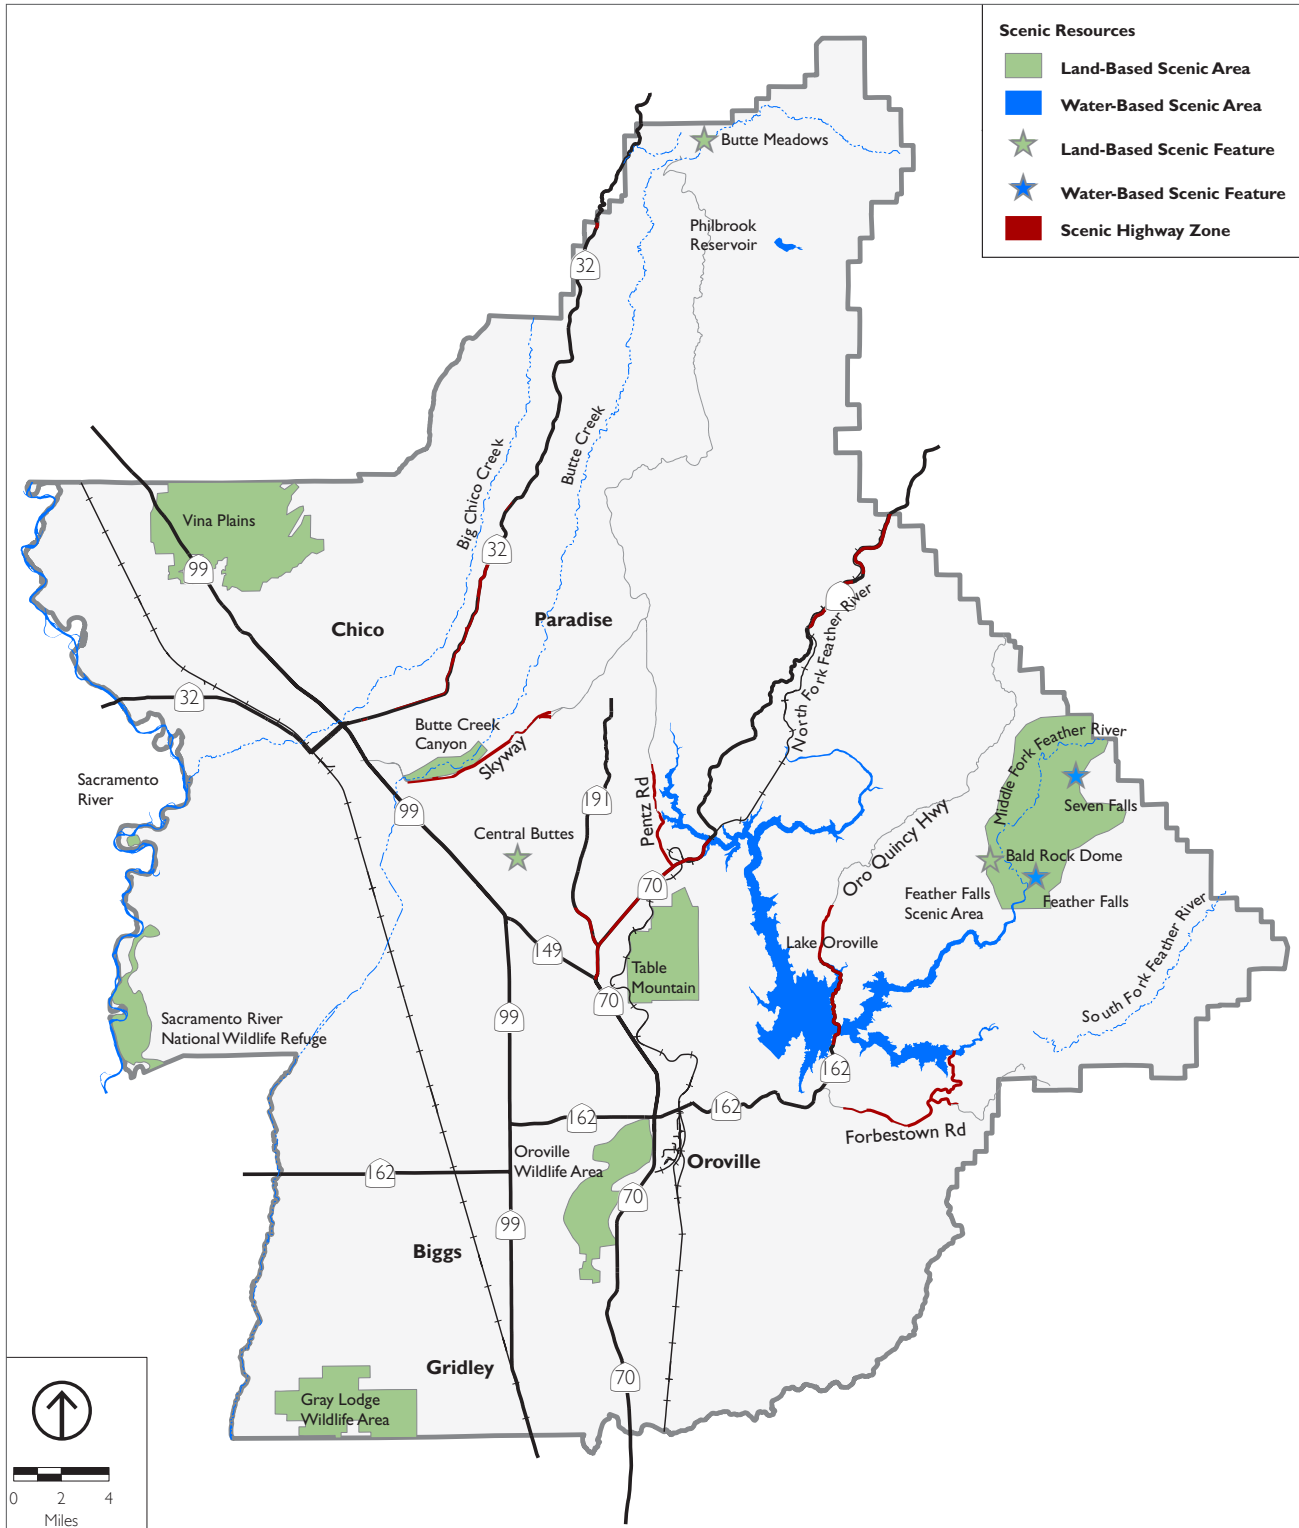 Scenic Resources
Land-Based Scenic Area
Water-Based Scenic Area
Land-Based Scenic Feature
Water-Based Scenic Feature
Scenic Highway Zone
Butte Meadows
Philbrook
Reservoir
32
Big Chico Creek
Butte Creek
Vina Plains
99
32
Chico
Paradise
North Fork Feather River
32
Butte Creek
Canyon
Skyway
Sacramento
River
99
191
Pentz Rd
Central Buttes
70
Oro Quincy Hwy
Middle Fork Feather River
Seven Falls
Bald Rock Dome
Feather Falls
Scenic Area
Feather Falls
South Fork Feather River
Lake Oroville
149
Table
Mountain
70
99
Sacramento River
National Wildlife Refuge
162
162
162
Forbestown Rd
Oroville
Wildlife Area
Oroville
162
70
99
Biggs
Gridley
70
Gray Lodge
Wildlife Area
0 2 4
Miles